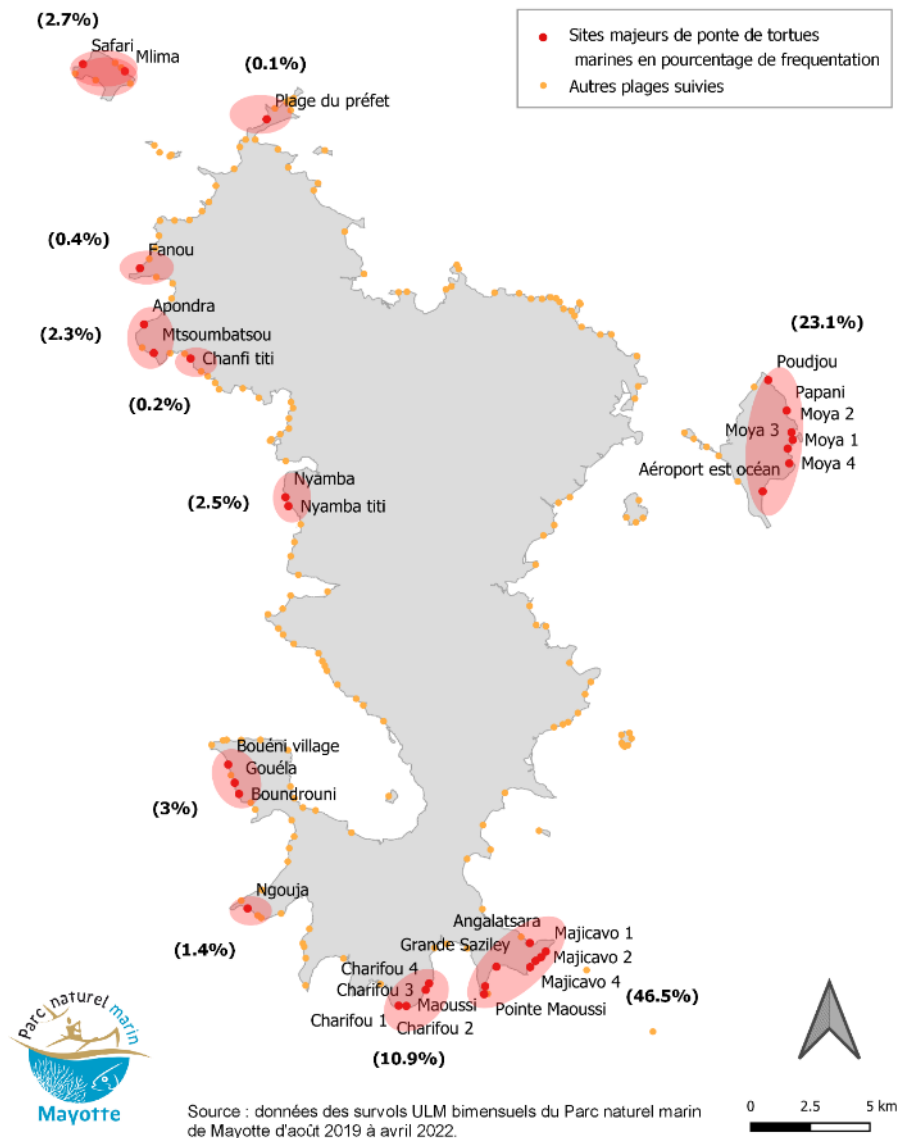 (2.7%)
Safari
Mlima
(0.1%)
Plage du préfet
Sites majeurs de ponte de tortues
marines en pourcentage de frequentation
Autres plages suivies
(0.4%)
Fanou
Apondra
(2.3%)
Mtsoumbatsou
Chanfi titi
(0.2%)
(23.1%)
Poudjou
Papani
Moya 2
Moya 3
Moya 1
Moya 4
Aéroport est océan
Nyamba
(2.5%)
Nyamba titi
Bouéni village
Gouéla
Boundrouni
(3%)
Ngouja
(1.4%)
Angalatsara
Majicavo 1
Grande Saziley
Majicavo 2
Charifou 4
Majicavo 4
Charifou 3
(46.5%)
Maoussi
Pointe Maoussi
Charifou 1
Charifou 2
(10.9%)
Parc naturel marin
Mayotte
Source : données des survols ULM bimensuels du Parc naturel marin
de Mayotte d'août 2019 à avril 2022.
0 2.5 5 km